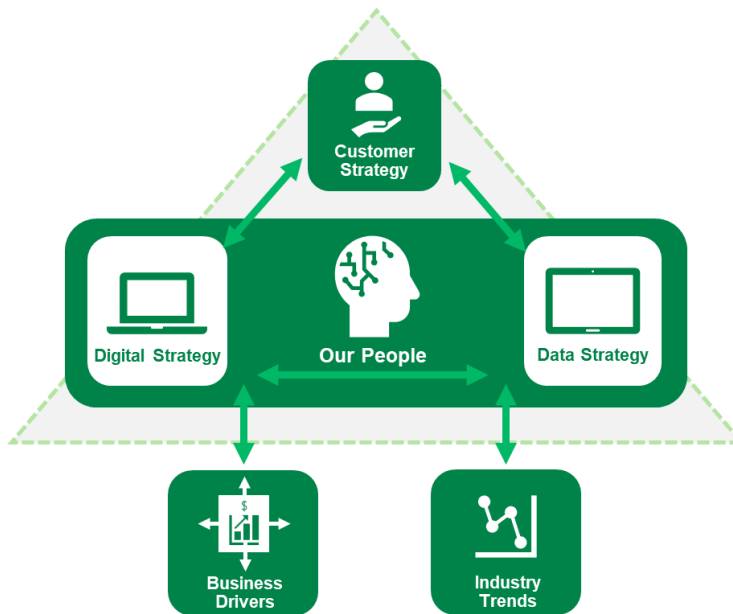 Customer
Strategy
Digital Strategy
Our People
Data Strategy
$
Business
Drivers
Industry
Trends